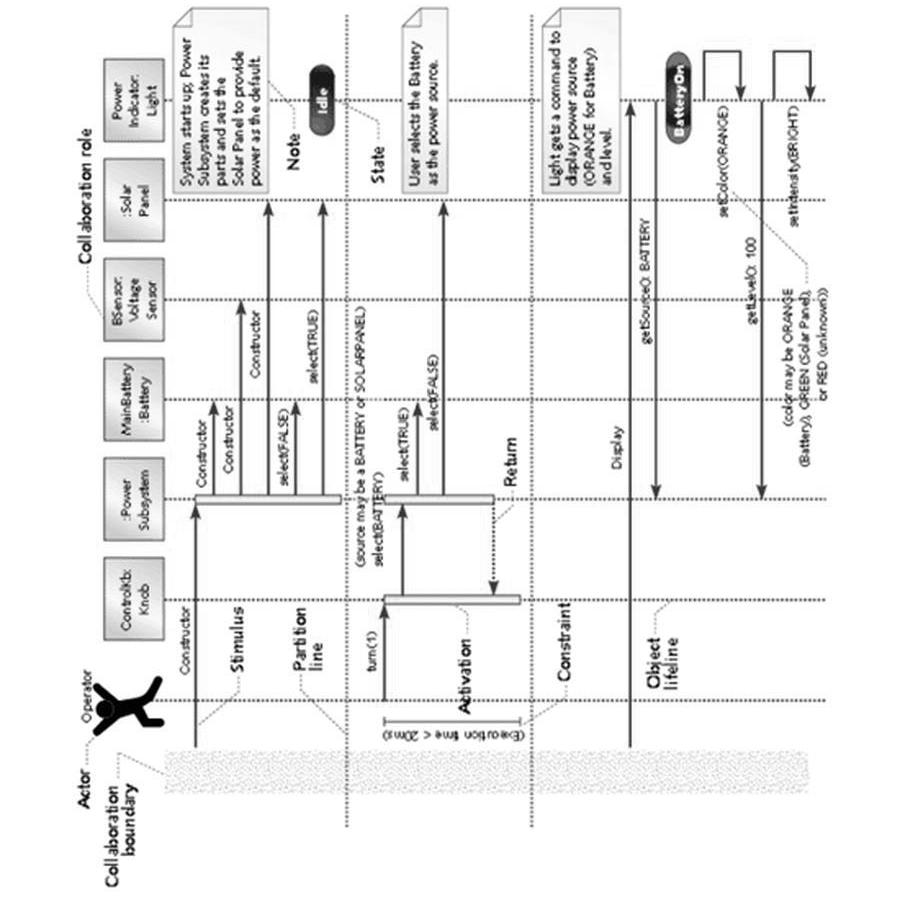 Collaboration role
Actor
Operator
Collaboration
boundary
ControlKb:
Knob
:Power
Subsystem
MainBattery
:Battery
BSensor:
Voltage
Sensor
:Solar
Panel
Power
Indicator:
Light
System starts up; Power
Subsystem creates its
parts and sets the
Solar Panel to provide
power as the default.
Constructor
Constructor
Constructor
Constructor
select(FALSE)
select(TRUE)
Stimulus
Partition
line
Note
Idle
State
(source may be a BATTERY or SOLARPANEL)
select(BATTERY)
turn(1)
select(TRUE)
select(FALSE)
User selects the Battery
as the power source.
(Execution time < 20ms)
Activation
Return
Constraint
Light gets a command to
display power source
(ORANGE for Battery)
and level.
Display
getSource(): BATTERY
Object
lifeline
BatteryOn
setColor(ORANGE)
getLevel(): 100
setIntensity(BRIGHT)
(color may be ORANGE
(Battery), GREEN (Solar Panel),
or RED (unknown))